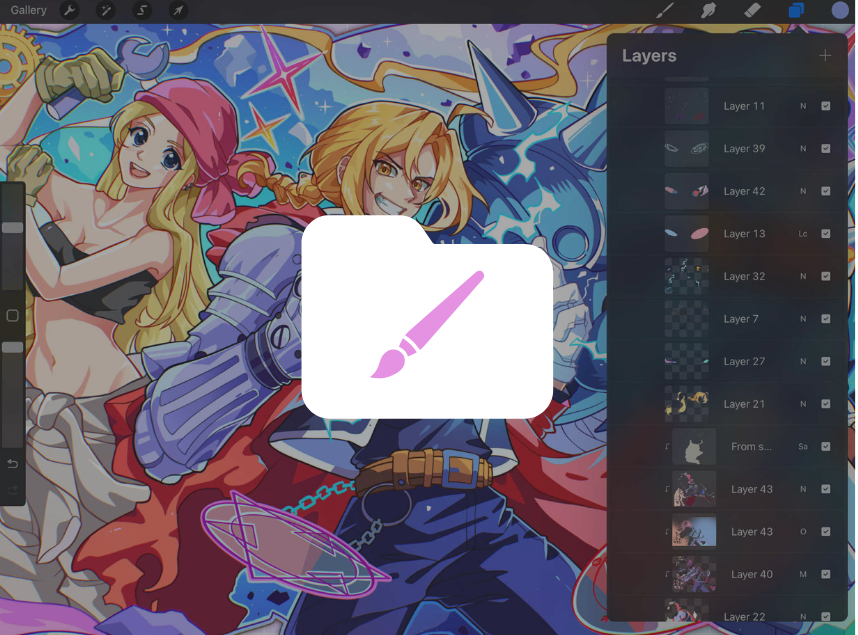 Gallery
Layers
Layer 11 N
Layer 39 N
Layer 42 N
Layer 13 Lc
Layer 32 N
Layer 7 N
Layer 27 N
Layer 21 N
From s... Sa
Layer 43 N
Layer 43 O
Layer 40 M
Layer 22 N